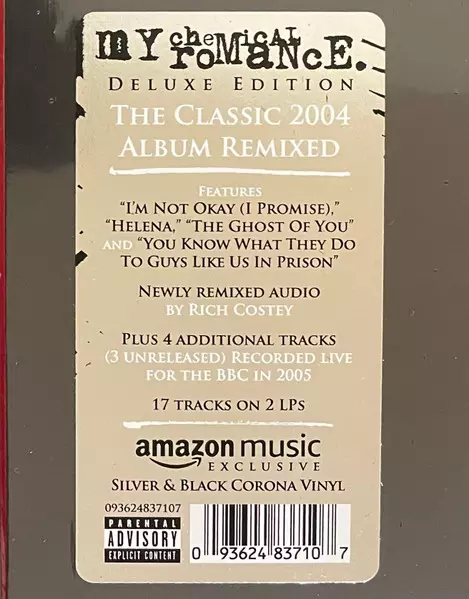 my chemical
romance.
DELUXE EDITION
THE CLASSIC 2004
ALBUM REMIXED
FEATURES
"I'M NOT OKAY (I PROMISE),"
"HELENA," "THE GHOST OF YOU"
AND "YOU KNOW WHAT THEY DO
TO GUYS LIKE US IN PRISON"
NEWLY REMIXED AUDIO
BY RICH COSTEY
PLUS 4 ADDITIONAL TRACKS
(3 UNRELEASED) RECORDED LIVE
FOR THE BBC IN 2005
17 TRACKS ON 2 LPS
amazon music
EXCLUSIVE
SILVER & BLACK CORONA VINYL
093624837107
PARENTAL
ADVISORY
EXPLICIT CONTENT
0 93624 83710 7